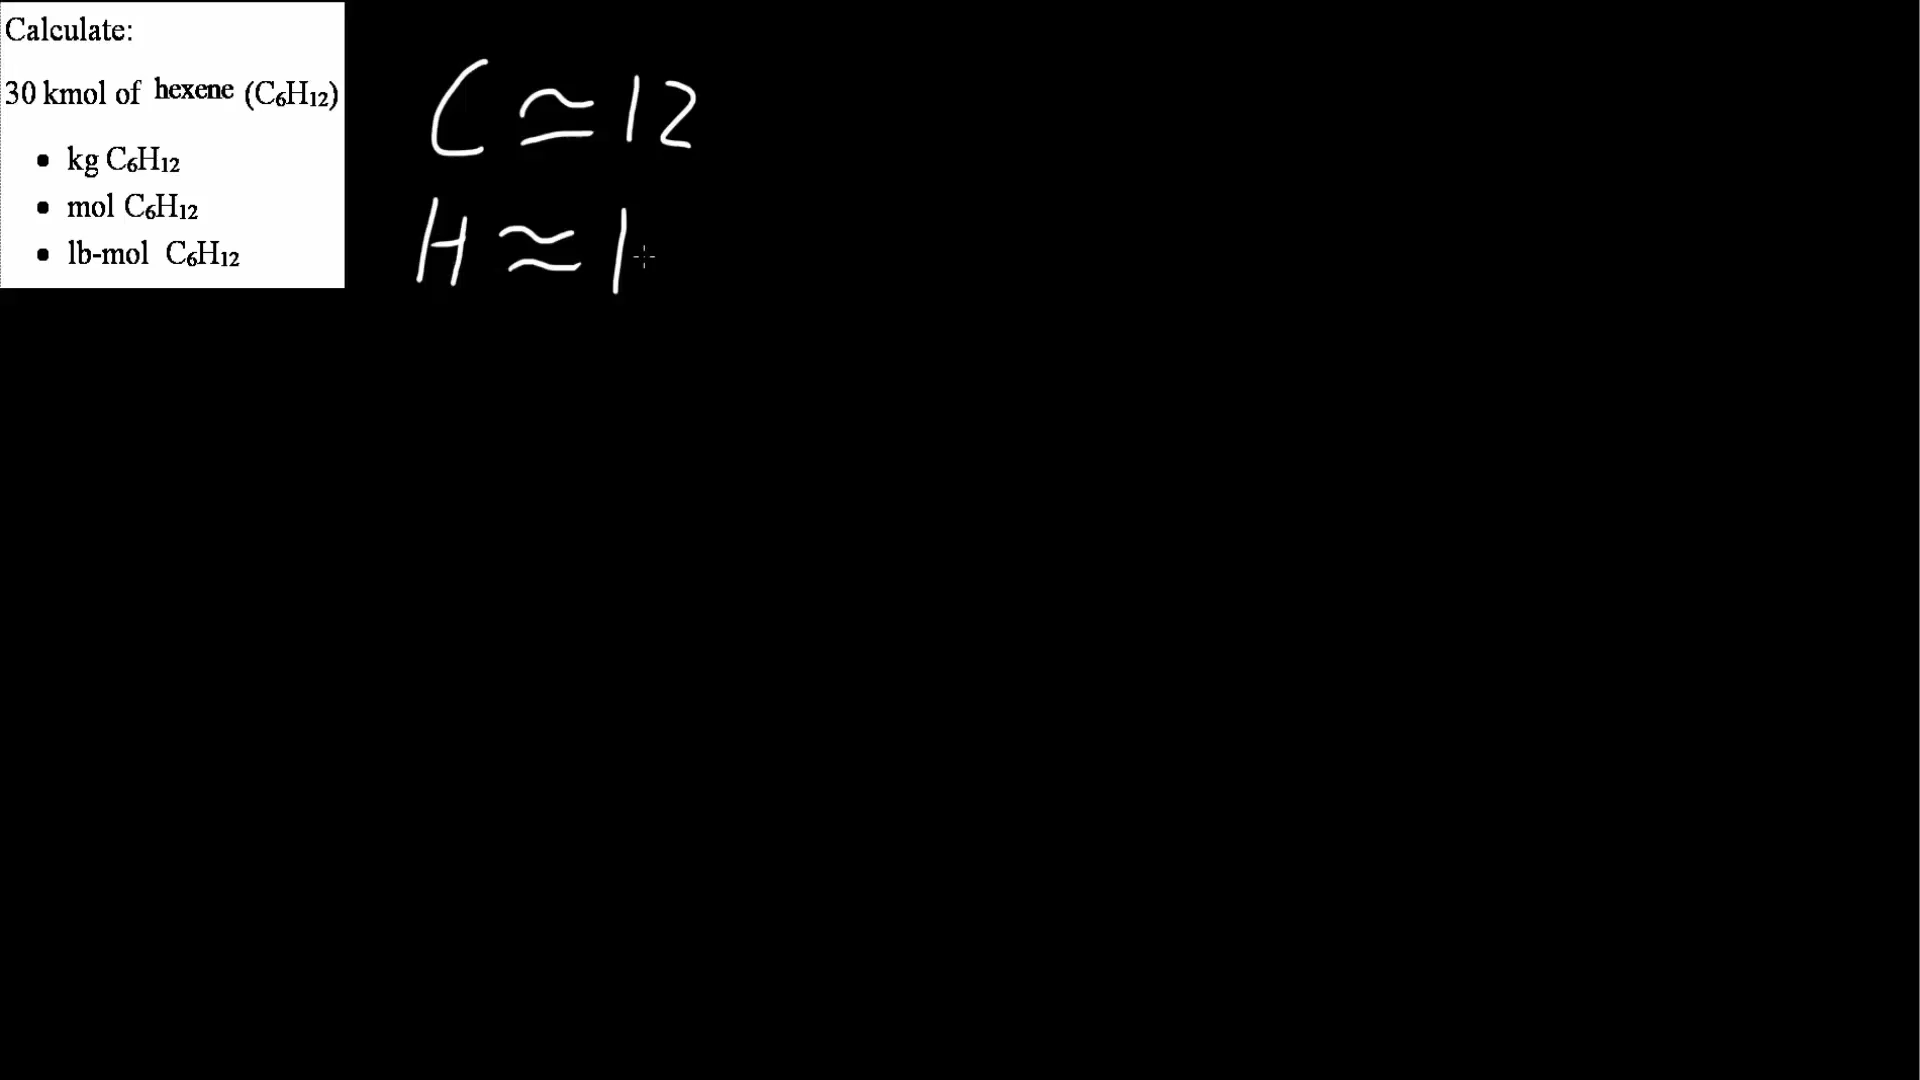 Calculate:
30 kmol of hexene (C₆H₁₂)
• kg C₆H₁₂
• mol C₆H₁₂
• lb-mol C₆H₁₂
C ≃ 12
H ≈ 1